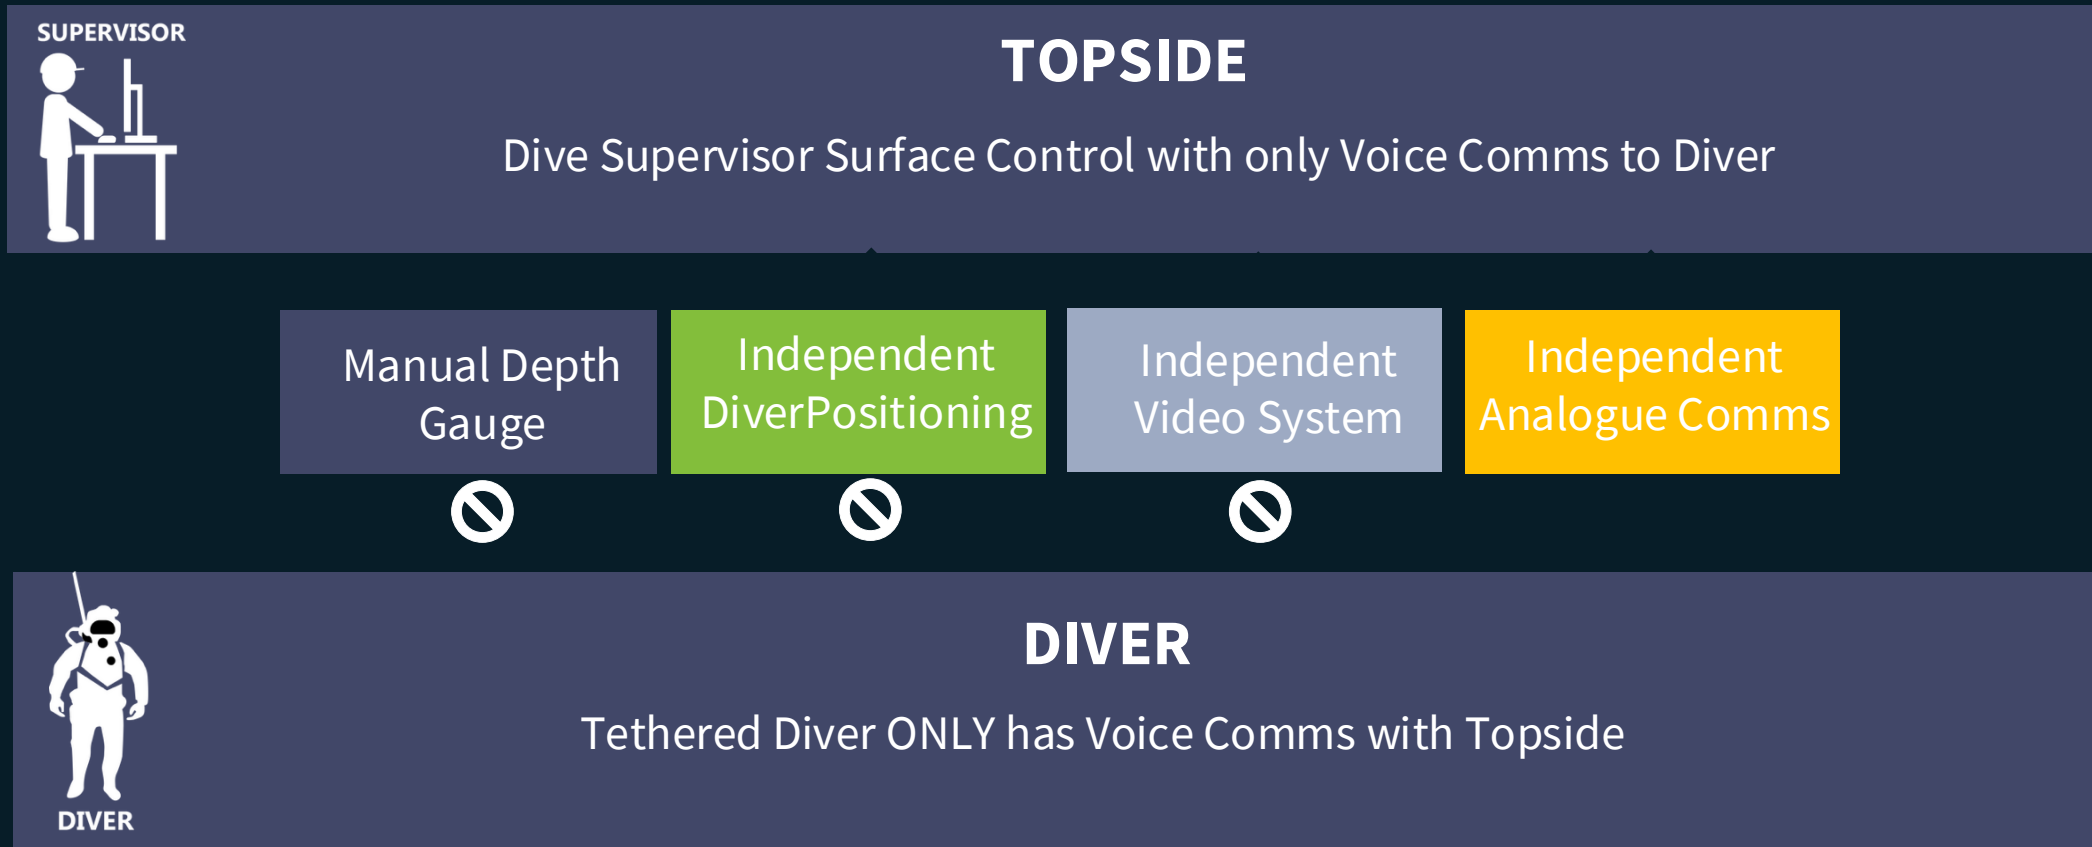 SUPERVISOR
TOPSIDE
Dive Supervisor Surface Control with only Voice Comms to Diver
Manual Depth
Gauge
Independent
DiverPositioning
Independent
Video System
Independent
Analogue Comms
DIVER
Tethered Diver ONLY has Voice Comms with Topside
DIVER